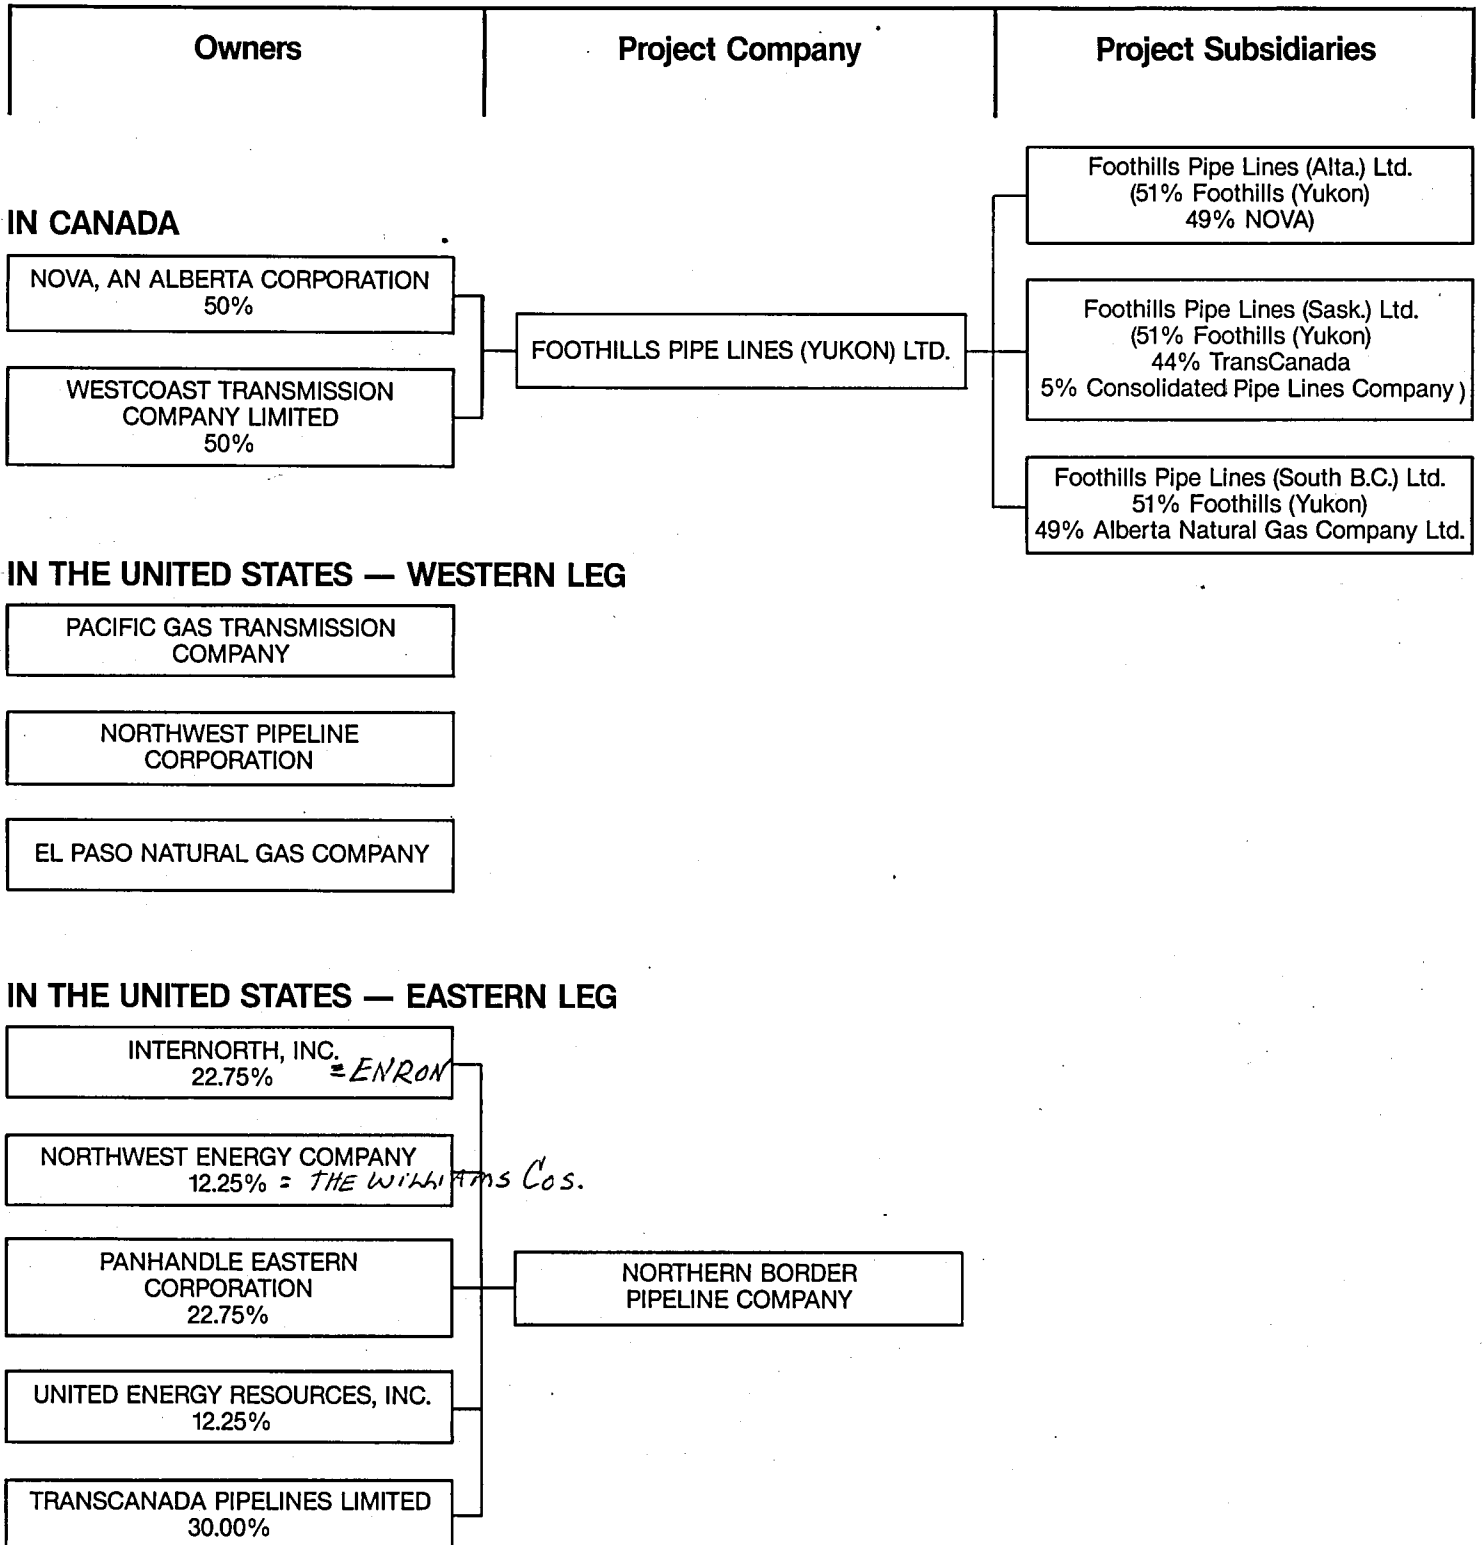 Owners
Project Company
Project Subsidiaries
Foothills Pipe Lines (Alta.) Ltd.
(51% Foothills (Yukon)
49% NOVA)
IN CANADA
NOVA, AN ALBERTA CORPORATION
50%
WESTCOAST TRANSMISSION
COMPANY LIMITED
50%
FOOTHILLS PIPE LINES (YUKON) LTD.
Foothills Pipe Lines (Sask.) Ltd.
(51% Foothills (Yukon)
44% TransCanada
5% Consolidated Pipe Lines Company)
Foothills Pipe Lines (South B.C.) Ltd.
51% Foothills (Yukon)
49% Alberta Natural Gas Company Ltd.
IN THE UNITED STATES — WESTERN LEG
PACIFIC GAS TRANSMISSION
COMPANY
NORTHWEST PIPELINE
CORPORATION
EL PASO NATURAL GAS COMPANY
IN THE UNITED STATES — EASTERN LEG
INTERNORTH, INC.
22.75% = ENRON
NORTHWEST ENERGY COMPANY
12.25% = THE WILLIAMS Cos.
PANHANDLE EASTERN
CORPORATION
22.75%
NORTHERN BORDER
PIPELINE COMPANY
UNITED ENERGY RESOURCES, INC.
12.25%
TRANSCANADA PIPELINES LIMITED
30.00%